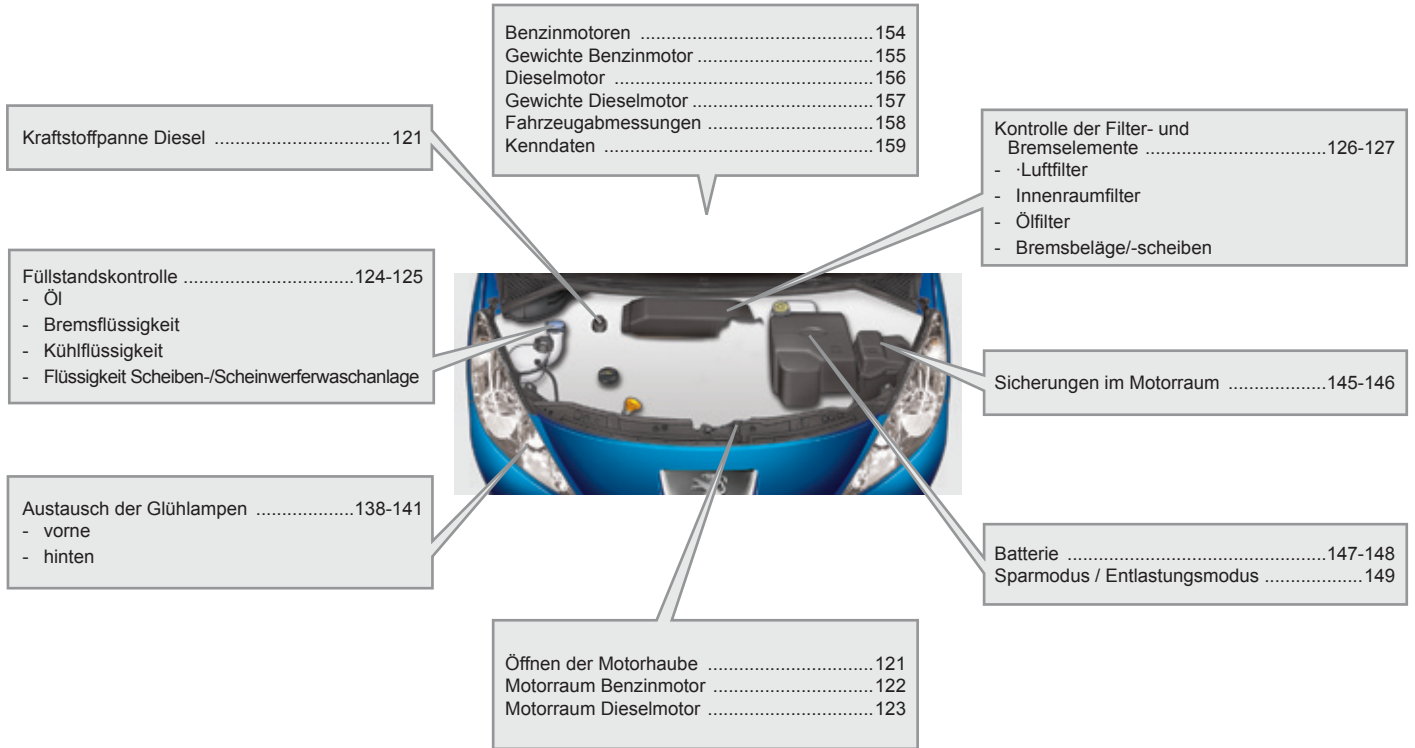 Benzinmotoren ............................................154
Gewichte Benzinmotor .................................155
Dieselmotor .................................................156
Gewichte Dieselmotor ..................................157
Fahrzeugabmessungen ................................158
Kenndaten ....................................................159
Kraftstoffpanne Diesel .................................121
Kontrolle der Filter- und
Bremselemente ...................................126-127
- ·Luftfilter
- Innenraumfilter
- Ölfilter
- Bremsbeläge/-scheiben
Füllstandskontrolle .................................124-125
- Öl
- Bremsflüssigkeit
- Kühlflüssigkeit
- Flüssigkeit Scheiben-/Scheinwerferwaschanlage
Sicherungen im Motorraum ...................145-146
Austausch der Glühlampen ...................138-141
- vorne
- hinten
Batterie .................................................147-148
Sparmodus / Entlastungsmodus ...................149
Öffnen der Motorhaube ................................121
Motorraum Benzinmotor ...............................122
Motorraum Dieselmotor ................................123